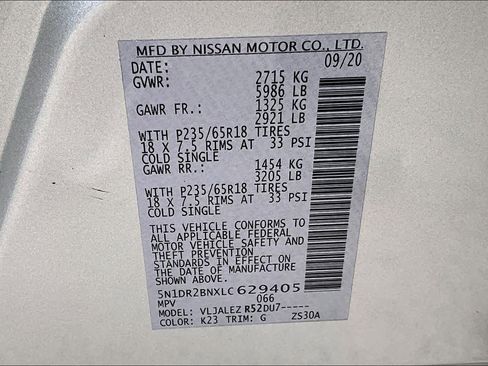 MFD BY NISSAN MOTOR CO., LTD.
DATE: 09/20
GVWR: 2715 KG
5986 LB
GAWR FR.: 1325 KG
2921 LB
WITH P235/65R18 TIRES
18 X 7.5 RIMS AT 33 PSI
COLD SINGLE
GAWR RR.: 1454 KG
3205 LB
WITH P235/65R18 TIRES
18 X 7.5 RIMS AT 33 PSI
COLD SINGLE
THIS VEHICLE CONFORMS TO
ALL APPLICABLE FEDERAL
MOTOR VEHICLE SAFETY AND
THEFT PREVENTION
STANDARDS IN EFFECT ON
THE DATE OF MANUFACTURE
SHOWN ABOVE.
5N1DR2BNXLC629405
MPV 066
MODEL: VLJALEZ R52DU7-----
COLOR: K23 TRIM: G ZS30A